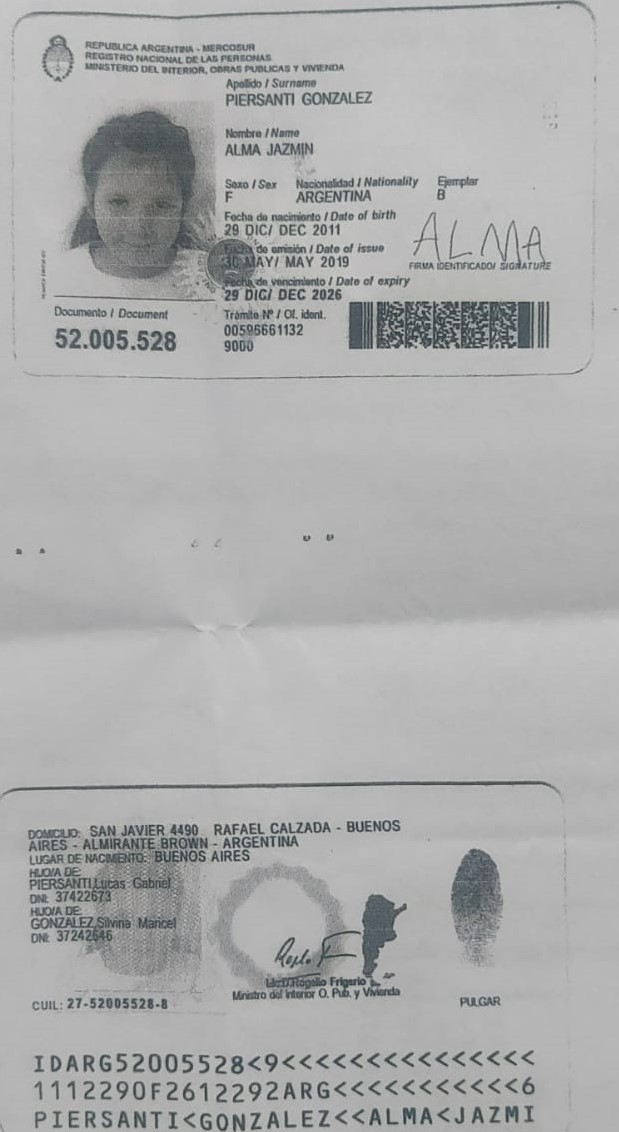 REPUBLICA ARGENTINA - MERCOSUR
REGISTRO NACIONAL DE LAS PERSONAS
MINISTERIO DEL INTERIOR, OBRAS PUBLICAS Y VIVIENDA
Apellido / Surname
PIERSANTI GONZALEZ
Nombre / Name
ALMA JAZMIN
Sexo / Sex Nacionalidad / Nationality Ejemplar
F ARGENTINA B
Fecha de nacimiento / Date of birth
29 DIC/ DEC 2011
Fecha de emisión / Date of issue
30 MAY/ MAY 2019
ALMA
FIRMA IDENTIFICADO/ SIGNATURE
Fecha de vencimiento / Date of expiry
29 DIC/ DEC 2026
Documento / Document
52.005.528
Trámite Nº / Of. ident.
00596661132
9000
DOMICILIO: SAN JAVIER 4490 RAFAEL CALZADA - BUENOS
AIRES - ALMIRANTE BROWN - ARGENTINA
LUGAR DE NACIMIENTO: BUENOS AIRES
HIJO/A DE:
PIERSANTI Lucas Gabriel
DNI: 37422673
HIJO/A DE:
GONZALEZ Silvina Maricel
DNI: 37242646
Lic. Rogelio Frigerio
Ministro del Interior O. Pub. y Vivienda
CUIL: 27-52005528-8
PULGAR
IDARG52005528<9<<<<<<<<<<<<<<<
1112290F2612292ARG<<<<<<<<<<<6
PIERSANTI<GONZALEZ<<ALMA<JAZMI